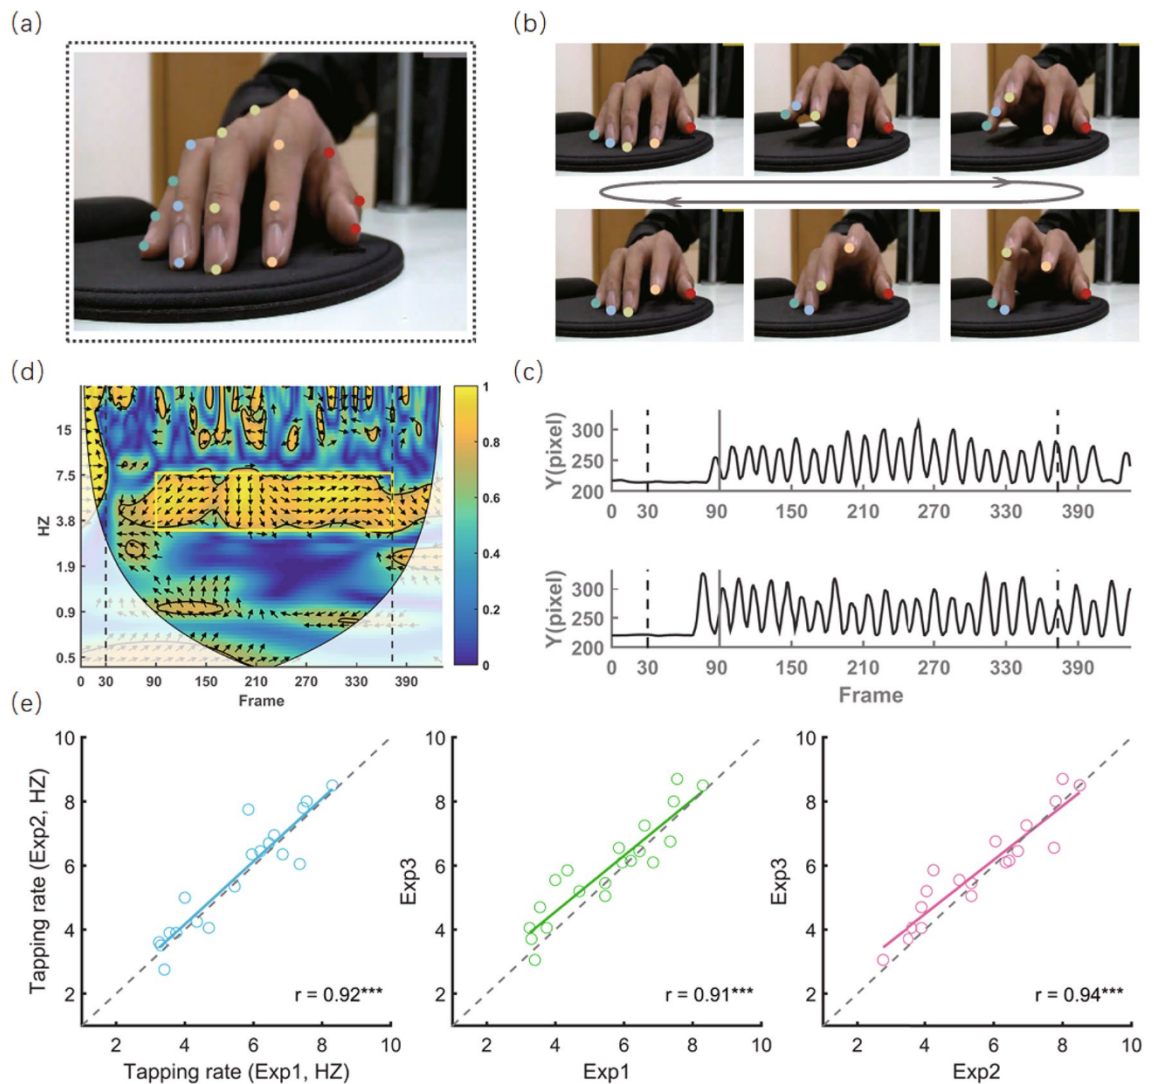 (a)
(b)
(d)
(c)
HZ
15
7.5
3.8
1.9
0.9
0.5
0 30 90 150 210 270 330 390
Frame
1
0.8
0.6
0.4
0.2
0
Y(pixel)
300
250
200
0 30 90 150 210 270 330 390
Y(pixel)
300
250
200
0 30 90 150 210 270 330 390
Frame
(e)
Tapping rate (Exp2, HZ)
10
8
6
4
2
r = 0.92***
2 4 6 8 10
Tapping rate (Exp1, HZ)
Exp3
10
8
6
4
2
r = 0.91***
2 4 6 8 10
Exp1
Exp3
10
8
6
4
2
r = 0.94***
2 4 6 8 10
Exp2